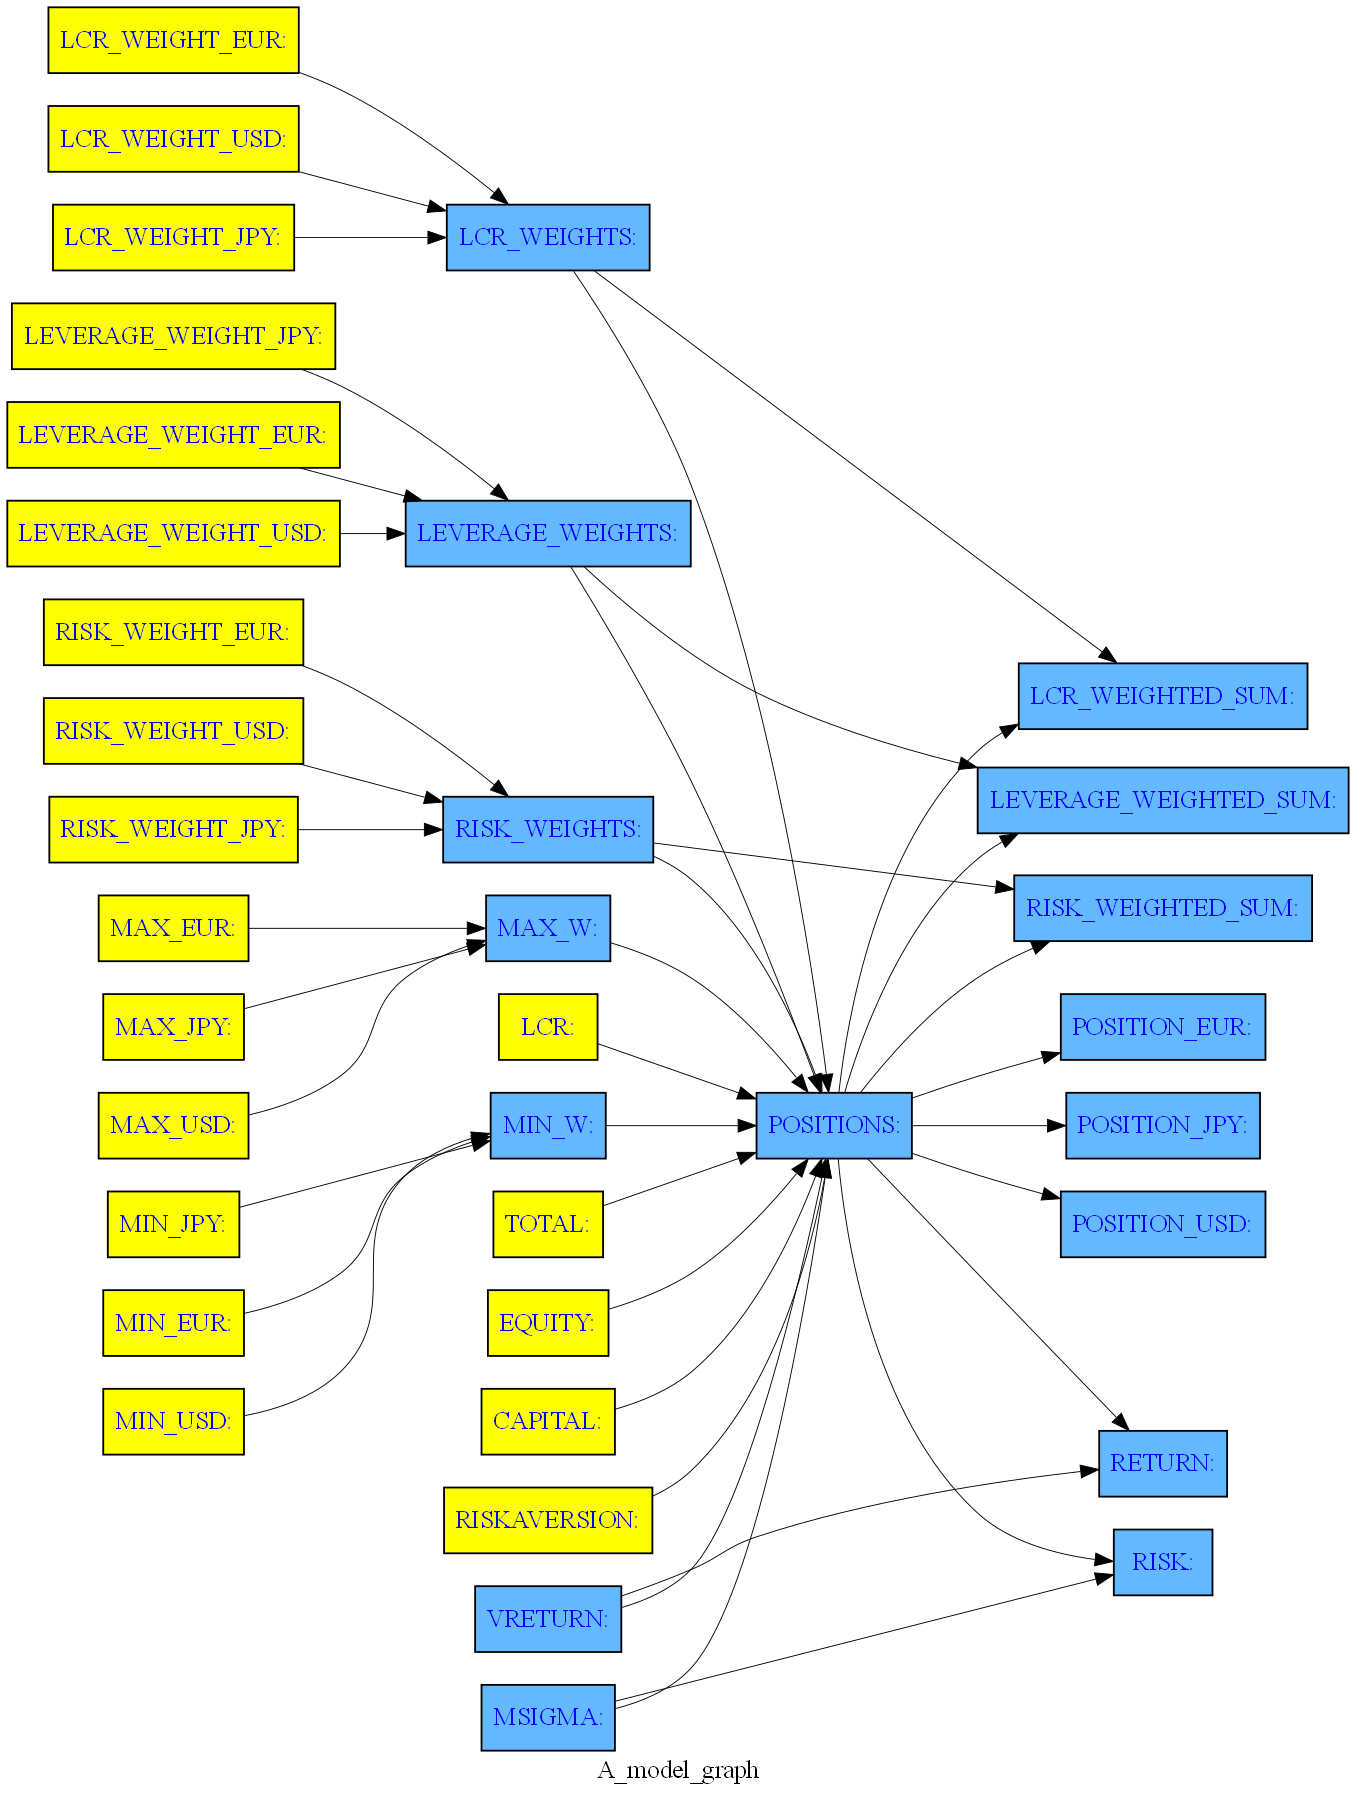 LCR_WEIGHT_EUR:
LCR_WEIGHT_USD:
LCR_WEIGHT_JPY:
LCR_WEIGHTS:
LEVERAGE_WEIGHT_JPY:
LEVERAGE_WEIGHT_EUR:
LEVERAGE_WEIGHT_USD:
LEVERAGE_WEIGHTS:
RISK_WEIGHT_EUR:
RISK_WEIGHT_USD:
RISK_WEIGHT_JPY:
RISK_WEIGHTS:
LCR_WEIGHTED_SUM:
LEVERAGE_WEIGHTED_SUM:
RISK_WEIGHTED_SUM:
MAX_EUR:
MAX_W:
MAX_JPY:
LCR:
POSITION_EUR:
MAX_USD:
MIN_W:
POSITIONS:
POSITION_JPY:
MIN_JPY:
TOTAL:
POSITION_USD:
MIN_EUR:
EQUITY:
MIN_USD:
CAPITAL:
RETURN:
RISKAVERSION:
RISK:
VRETURN:
MSIGMA:
A_model_graph